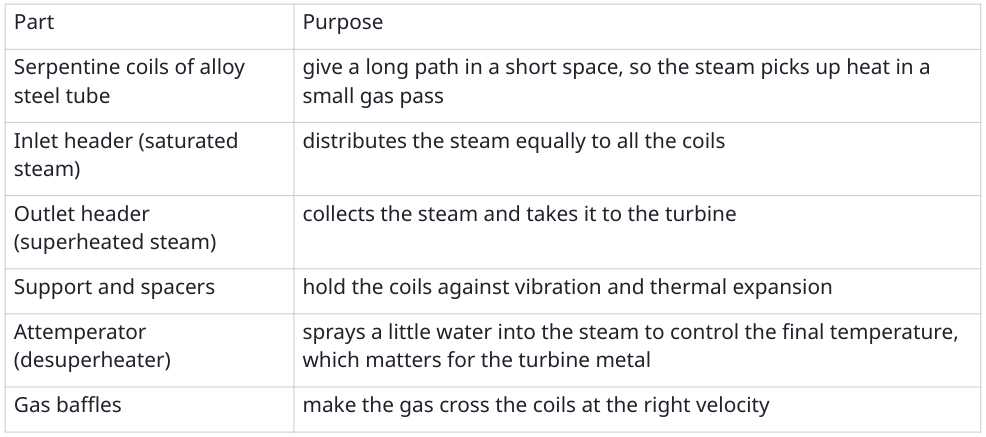 Part
Purpose
Serpentine coils of alloy
steel tube
give a long path in a short space, so the steam picks up heat in a
small gas pass
Inlet header (saturated
steam)
distributes the steam equally to all the coils
Outlet header
(superheated steam)
collects the steam and takes it to the turbine
Support and spacers
hold the coils against vibration and thermal expansion
Attemperator
(desuperheater)
sprays a little water into the steam to control the final temperature,
which matters for the turbine metal
Gas baffles
make the gas cross the coils at the right velocity